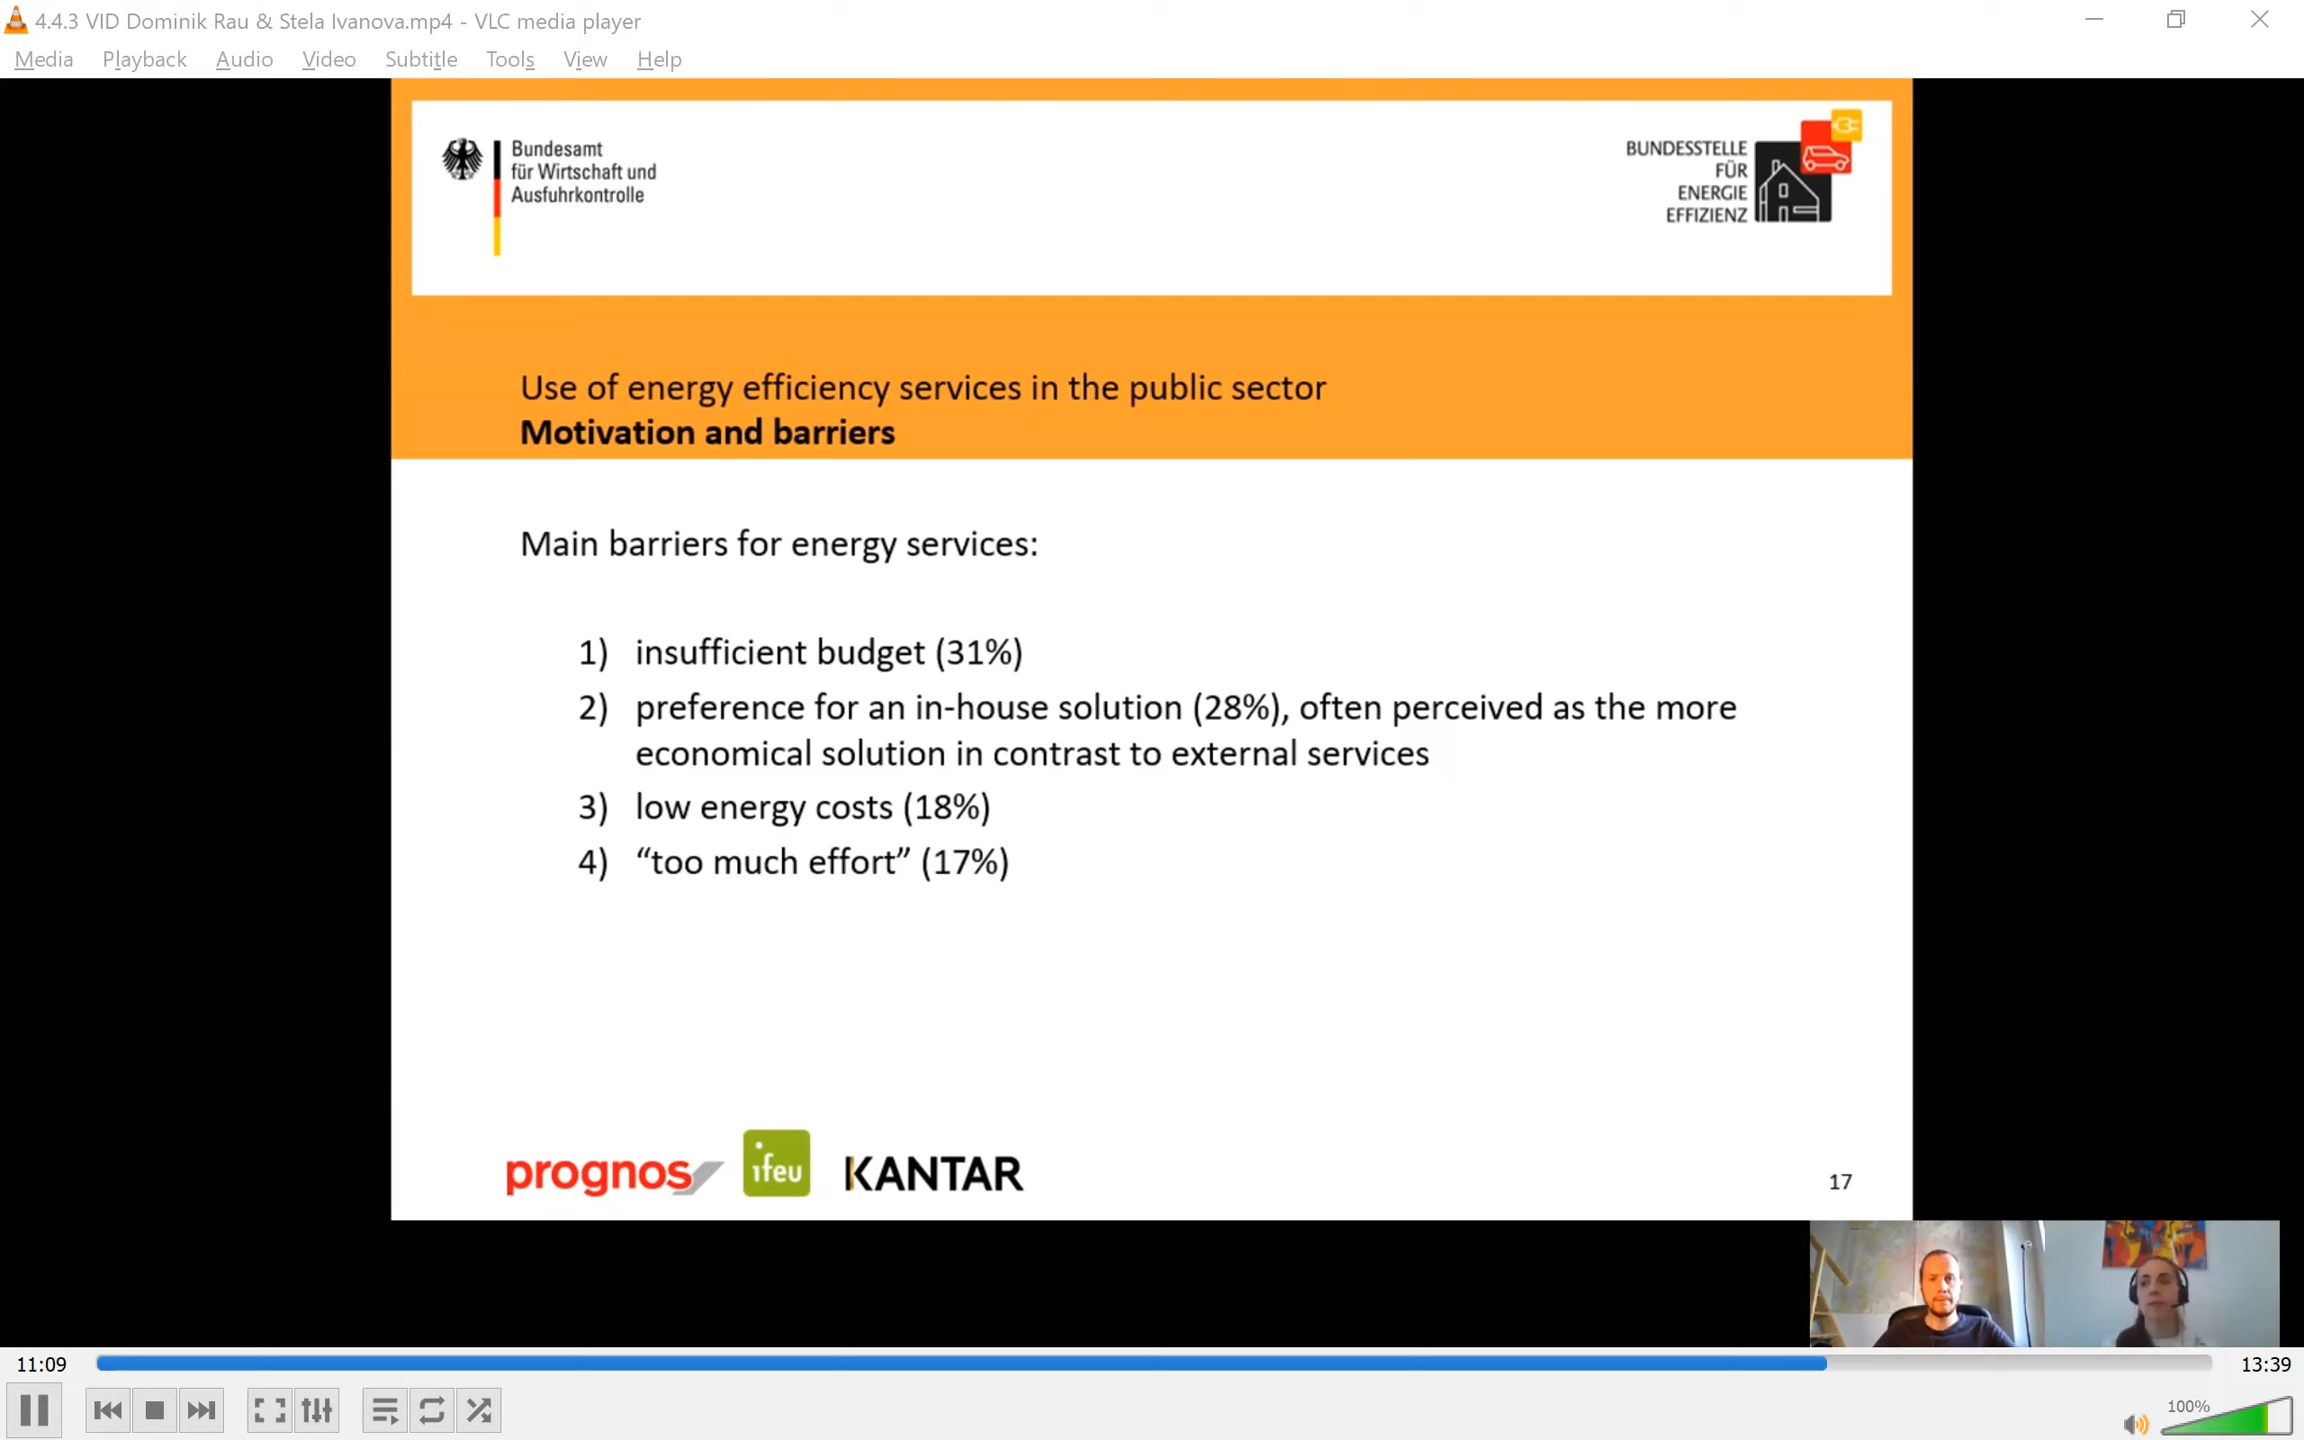 4.4.3 VID Dominik Rau & Stela Ivanova.mp4 - VLC media player
Media Playback Audio Video Subtitle Tools View Help
Bundesamt
für Wirtschaft und
Ausfuhrkontrolle
BUNDESSTELLE
FÜR
ENERGIE
EFFIZIENZ
Use of energy efficiency services in the public sector
Motivation and barriers
Main barriers for energy services:
1) insufficient budget (31%)
2) preference for an in-house solution (28%), often perceived as the more
economical solution in contrast to external services
3) low energy costs (18%)
4) “too much effort” (17%)
prognos ifeu KANTAR
17
11:09 13:39
100%